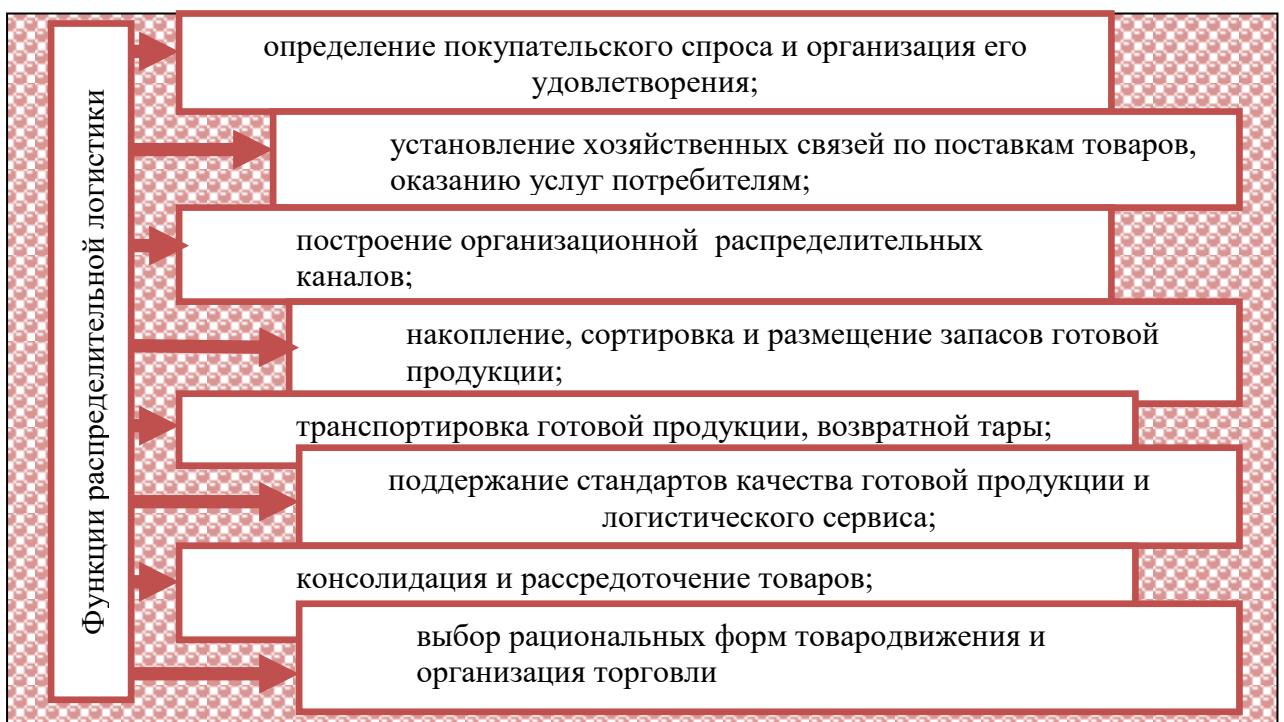 Функции распределительной логистики
определение покупательского спроса и организация его
удовлетворения;
установление хозяйственных связей по поставкам товаров,
оказанию услуг потребителям;
построение организационной распределительных
каналов;
накопление, сортировка и размещение запасов готовой
продукции;
транспортировка готовой продукции, возвратной тары;
поддержание стандартов качества готовой продукции и
логистического сервиса;
консолидация и рассредоточение товаров;
выбор рациональных форм товародвижения и
организация торговли